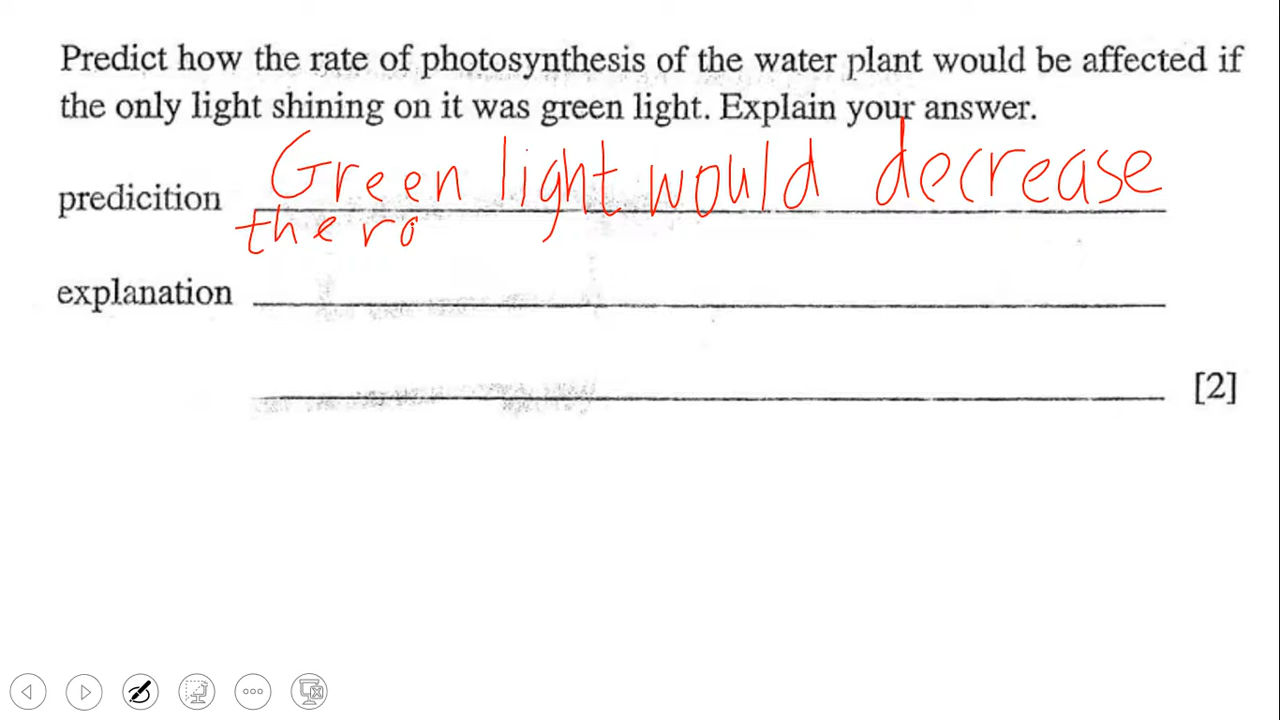 Predict how the rate of photosynthesis of the water plant would be affected if
the only light shining on it was green light. Explain your answer.
predicition Green light would decrease
the ra
explanation
[2]